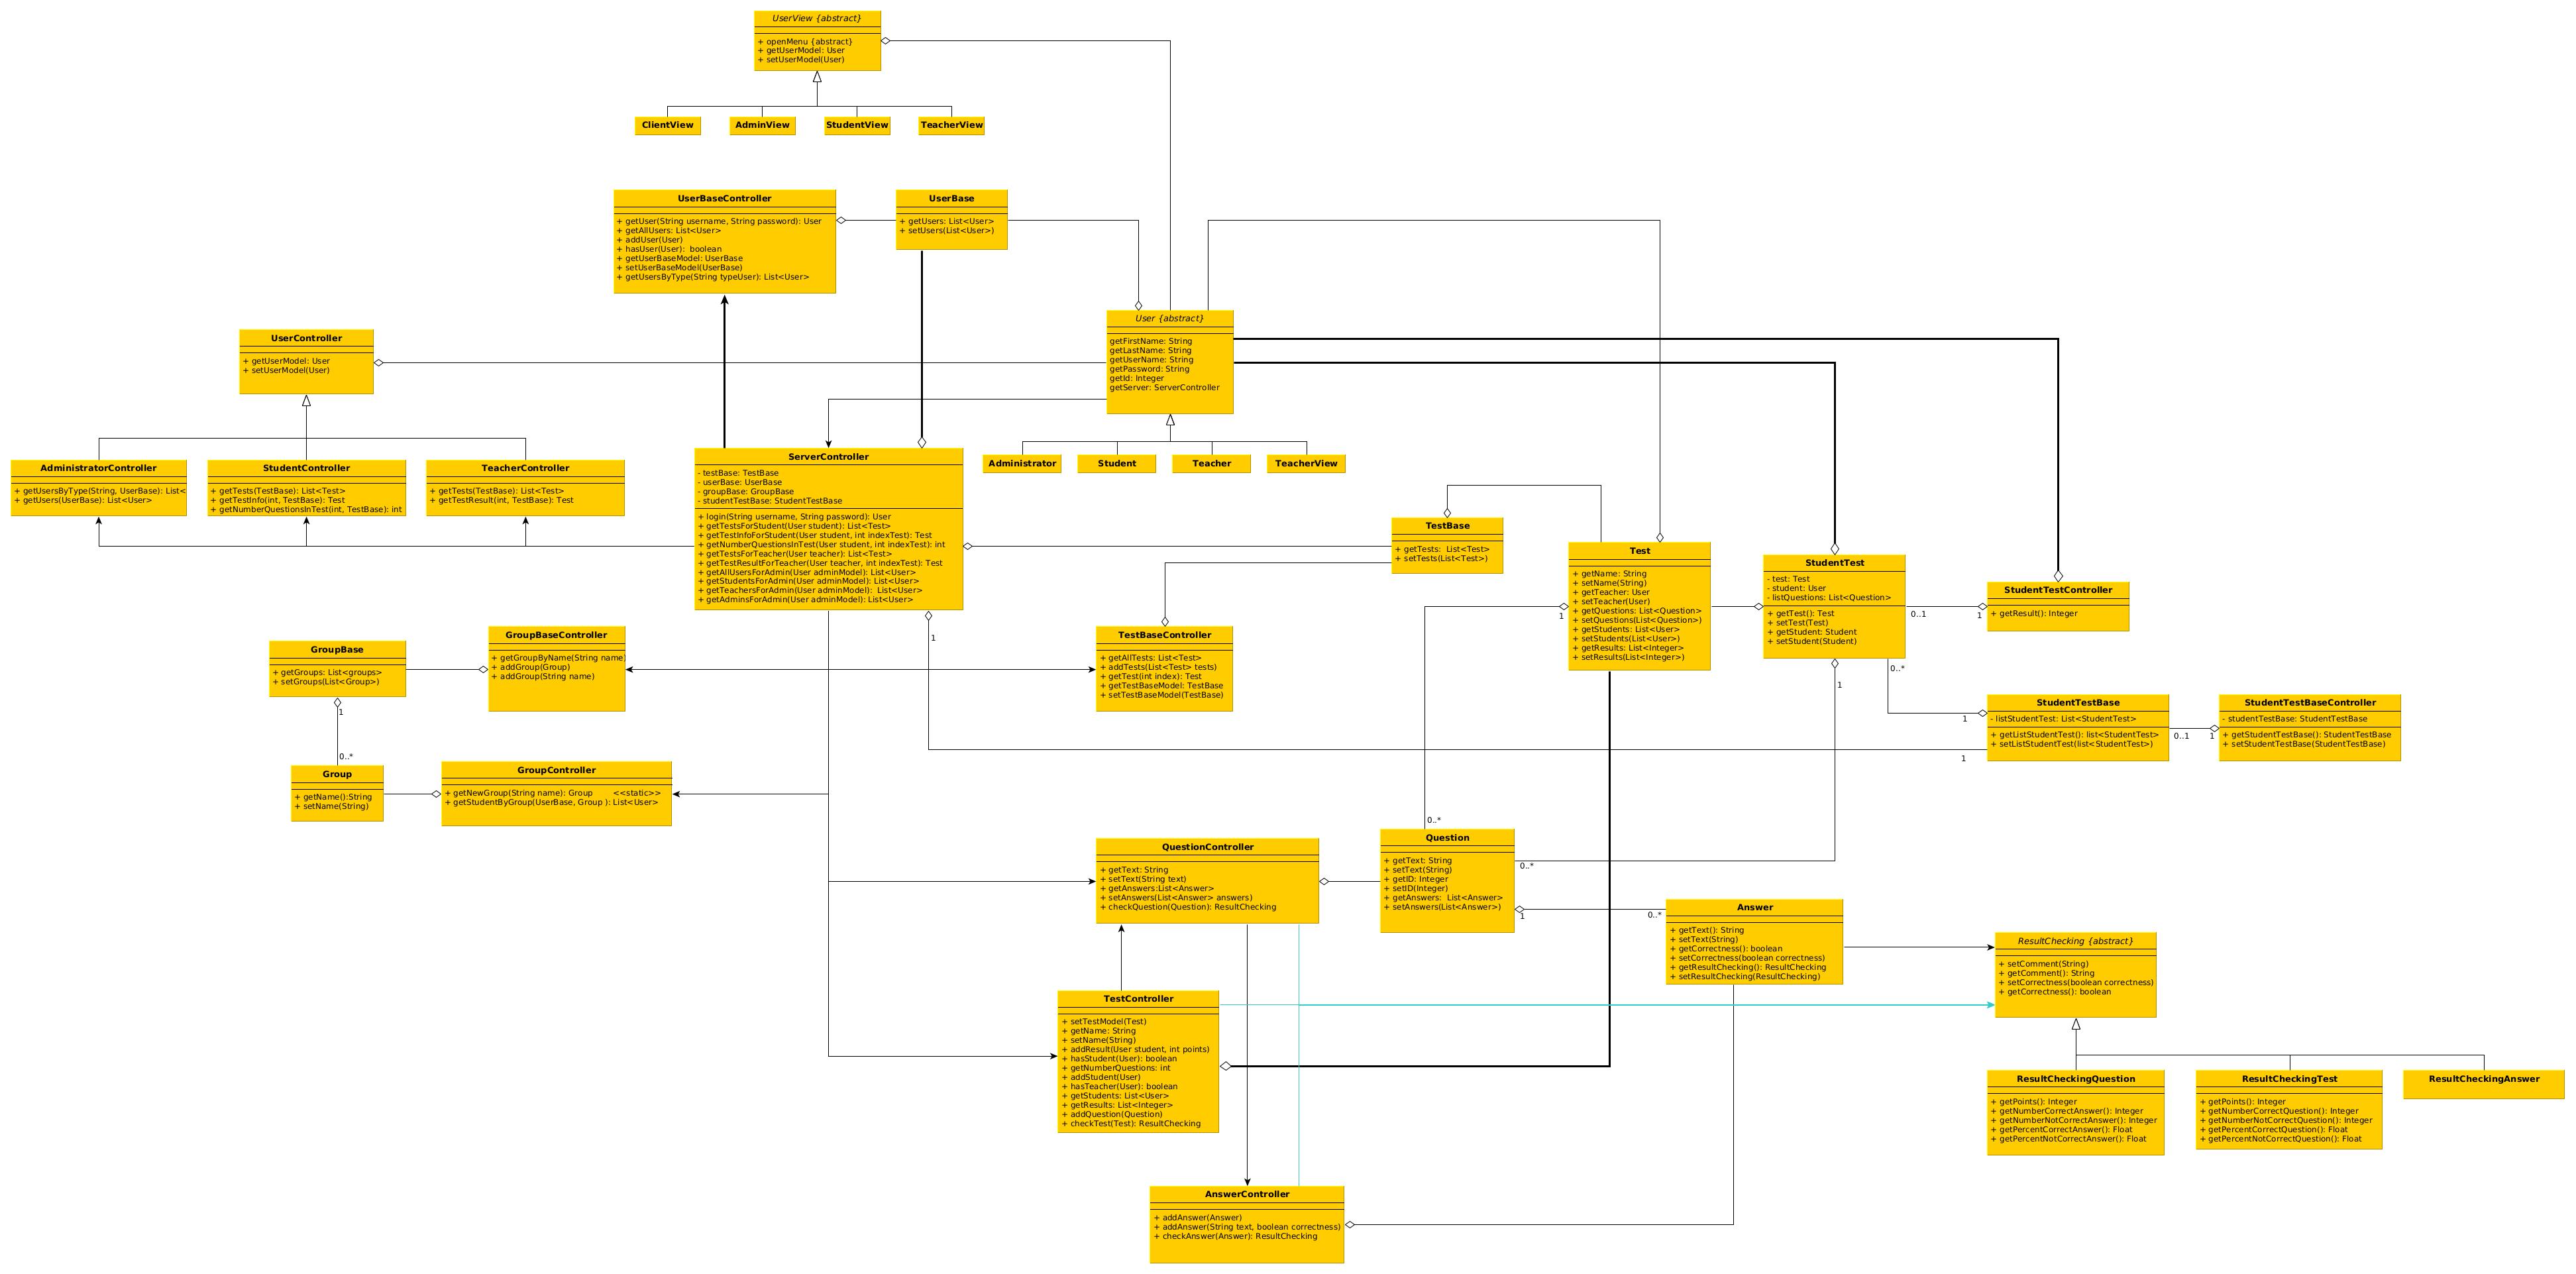 UserView {abstract}
+ openMenu {abstract}
+ getUserModel: User
+ setUserModel(User)
ClientView
AdminView
StudentView
TeacherView
UserBaseController
+ getUser(String username, String password): User
+ getAllUsers: List<User>
+ addUser(User)
+ hasUser(User):  boolean
+ getUserBaseModel: UserBase
+ setUserBaseModel(UserBase)
+ getUsersByType(String typeUser): List<User>
UserBase
+ getUsers: List<User>
+ setUsers(List<User>)
User {abstract}
getFirstName: String
getLastName: String
getUserName: String
getPassword: String
getId: Integer
getServer: ServerController
UserController
+ getUserModel: User
+ setUserModel(User)
AdministratorController
+ getUsersByType(String, UserBase): List<
+ getUsers(UserBase): List<User>
StudentController
+ getTests(TestBase): List<Test>
+ getTestInfo(int, TestBase): Test
+ getNumberQuestionsInTest(int, TestBase): int
TeacherController
+ getTests(TestBase): List<Test>
+ getTestResult(int, TestBase): Test
ServerController
- testBase: TestBase
- userBase: UserBase
- groupBase: GroupBase
- studentTestBase: StudentTestBase
+ login(String username, String password): User
+ getTestsForStudent(User student): List<Test>
+ getTestInfoForStudent(User student, int indexTest): Test
+ getNumberQuestionsInTest(User student, int indexTest): int
+ getTestsForTeacher(User teacher): List<Test>
+ getTestResultForTeacher(User teacher, int indexTest): Test
+ getAllUsersForAdmin(User adminModel): List<User>
+ getStudentsForAdmin(User adminModel): List<User>
+ getTeachersForAdmin(User adminModel):  List<User>
+ getAdminsForAdmin(User adminModel): List<User>
1
Administrator
Student
Teacher
TeacherView
TestBase
+ getTests:  List<Test>
+ setTests(List<Test>)
Test
+ getName: String
+ setName(String)
+ getTeacher: User
+ setTeacher(User)
+ getQuestions: List<Question>
+ setQuestions(List<Question>)
+ getStudents: List<User>
+ setStudents(List<User>)
+ getResults: List<Integer>
+ setResults(List<Integer>)
1
StudentTest
- test: Test
- student: User
- listQuestions: List<Question>
+ getTest(): Test
+ setTest(Test)
+ getStudent: Student
+ setStudent(Student)
0..1
1
0..*
1
StudentTestController
+ getResult(): Integer
GroupBase
+ getGroups: List<groups>
+ setGroups(List<Group>)
1
0..*
GroupBaseController
+ getGroupByName(String name)
+ addGroup(Group)
+ addGroup(String name)
TestBaseController
+ getAllTests: List<Test>
+ addTests(List<Test> tests)
+ getTest(int index): Test
+ getTestBaseModel: TestBase
+ setTestBaseModel(TestBase)
1
1
StudentTestBase
- listStudentTest: List<StudentTest>
+ getListStudentTest(): list<StudentTest>
+ setListStudentTest(list<StudentTest>)
0..1
1
StudentTestBaseController
- studentTestBase: StudentTestBase
+ getStudentTestBase(): StudentTestBase
+ setStudentTestBase(StudentTestBase)
Group
+ getName():String
+ setName(String)
GroupController
+ getNewGroup(String name): Group        <<static>>
+ getStudentByGroup(UserBase, Group ): List<User>
QuestionController
+ getText: String
+ setText(String text)
+ getAnswers:List<Answer>
+ setAnswers(List<Answer> answers)
+ checkQuestion(Question): ResultChecking
0..*
Question
+ getText: String
+ setText(String)
+ getID: Integer
+ setID(Integer)
+ getAnswers:  List<Answer>
+ setAnswers(List<Answer>)
0..*
1
0..*
Answer
+ getText(): String
+ setText(String)
+ getCorrectness(): boolean
+ setCorrectness(boolean correctness)
+ getResultChecking(): ResultChecking
+ setResultChecking(ResultChecking)
ResultChecking {abstract}
+ setComment(String)
+ getComment(): String
+ setCorrectness(boolean correctness)
+ getCorrectness(): boolean
TestController
+ setTestModel(Test)
+ getName: String
+ setName(String)
+ addResult(User student, int points)
+ hasStudent(User): boolean
+ getNumberQuestions: int
+ addStudent(User)
+ hasTeacher(User): boolean
+ getStudents: List<User>
+ getResults: List<Integer>
+ addQuestion(Question)
+ checkTest(Test): ResultChecking
ResultCheckingQuestion
+ getPoints(): Integer
+ getNumberCorrectAnswer(): Integer
+ getNumberNotCorrectAnswer(): Integer
+ getPercentCorrectAnswer(): Float
+ getPercentNotCorrectAnswer(): Float
ResultCheckingTest
+ getPoints(): Integer
+ getNumberCorrectQuestion(): Integer
+ getNumberNotCorrectQuestion(): Integer
+ getPercentCorrectQuestion(): Float
+ getPercentNotCorrectQuestion(): Float
ResultCheckingAnswer
AnswerController
+ addAnswer(Answer)
+ addAnswer(String text, boolean correctness)
+ checkAnswer(Answer): ResultChecking